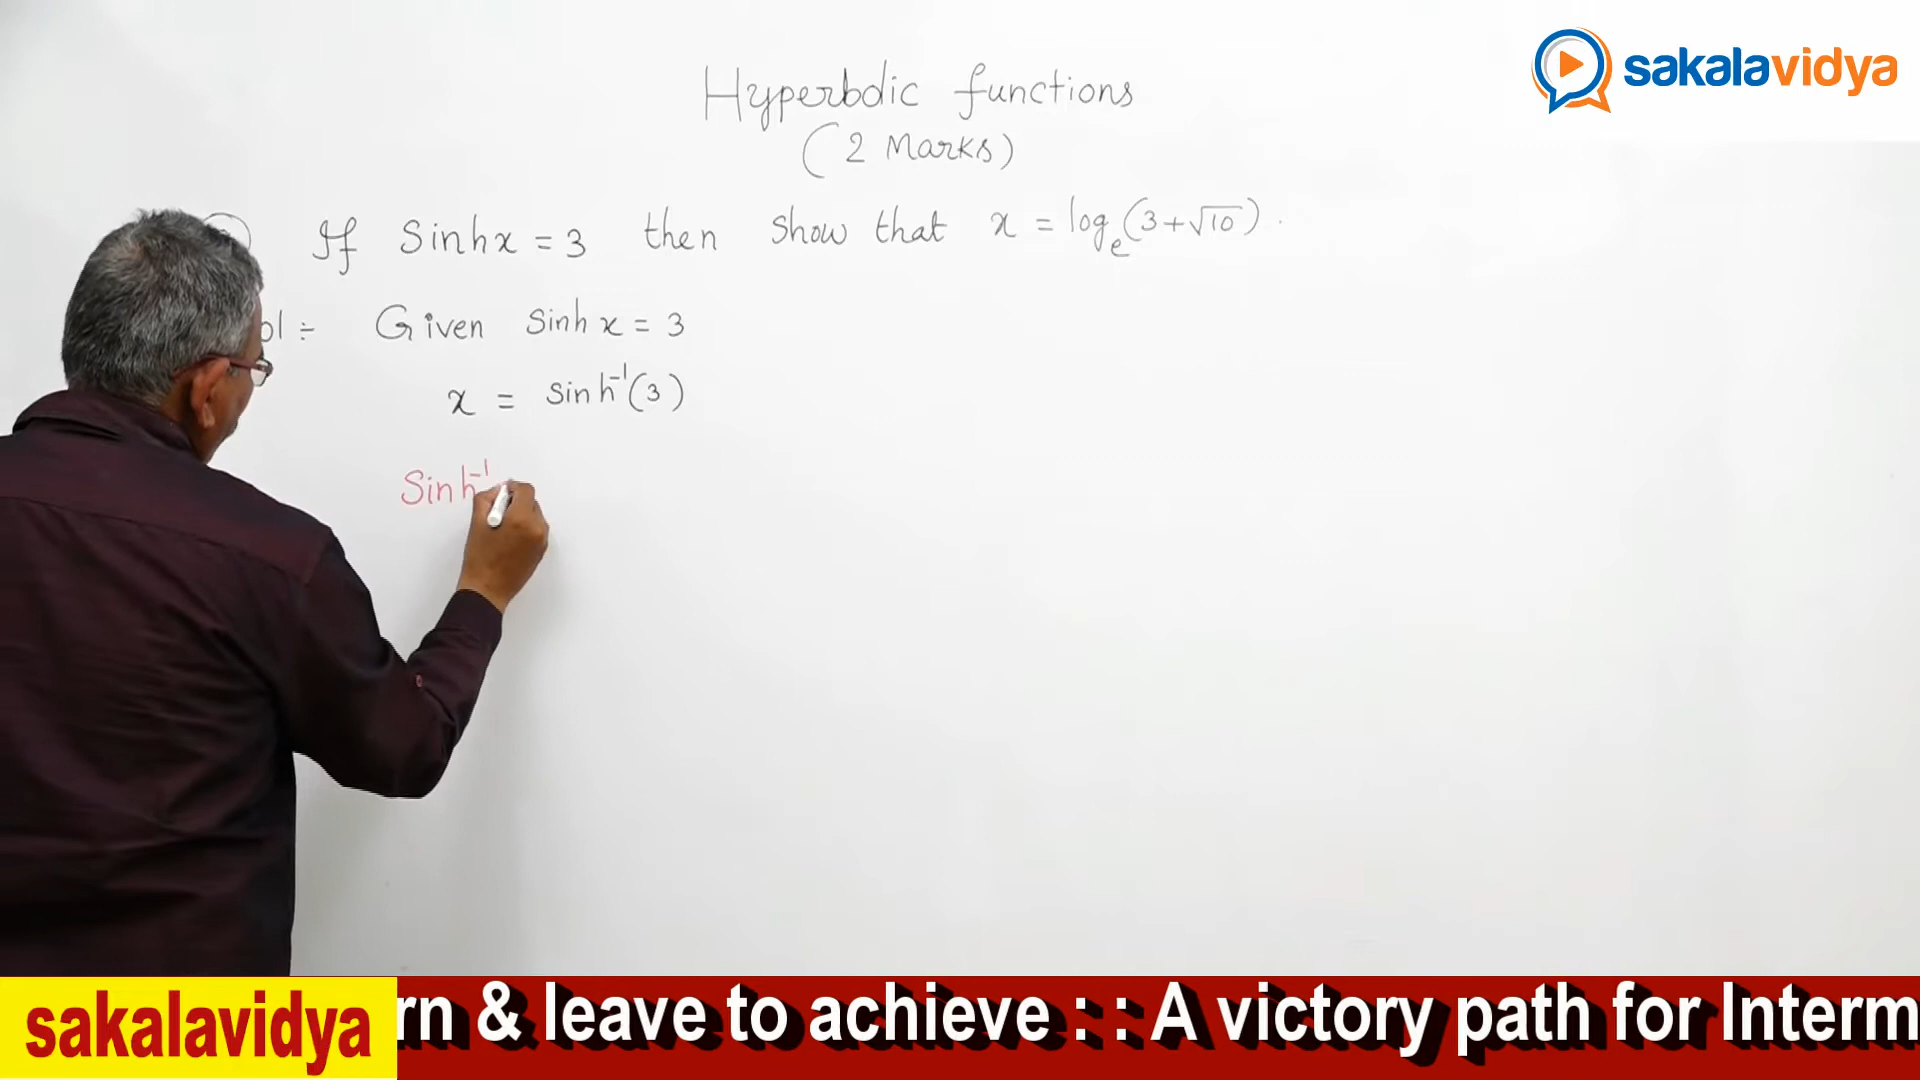 sakalavidya
Hyperbolic functions
(2 Marks)
If Sinhx = 3 then show that x = logₑ(3+√10).
ol :- Given Sinh x = 3
x = Sinh⁻¹(3)
Sinh⁻¹
sakalavidya rn & leave to achieve : : A victory path for Interm